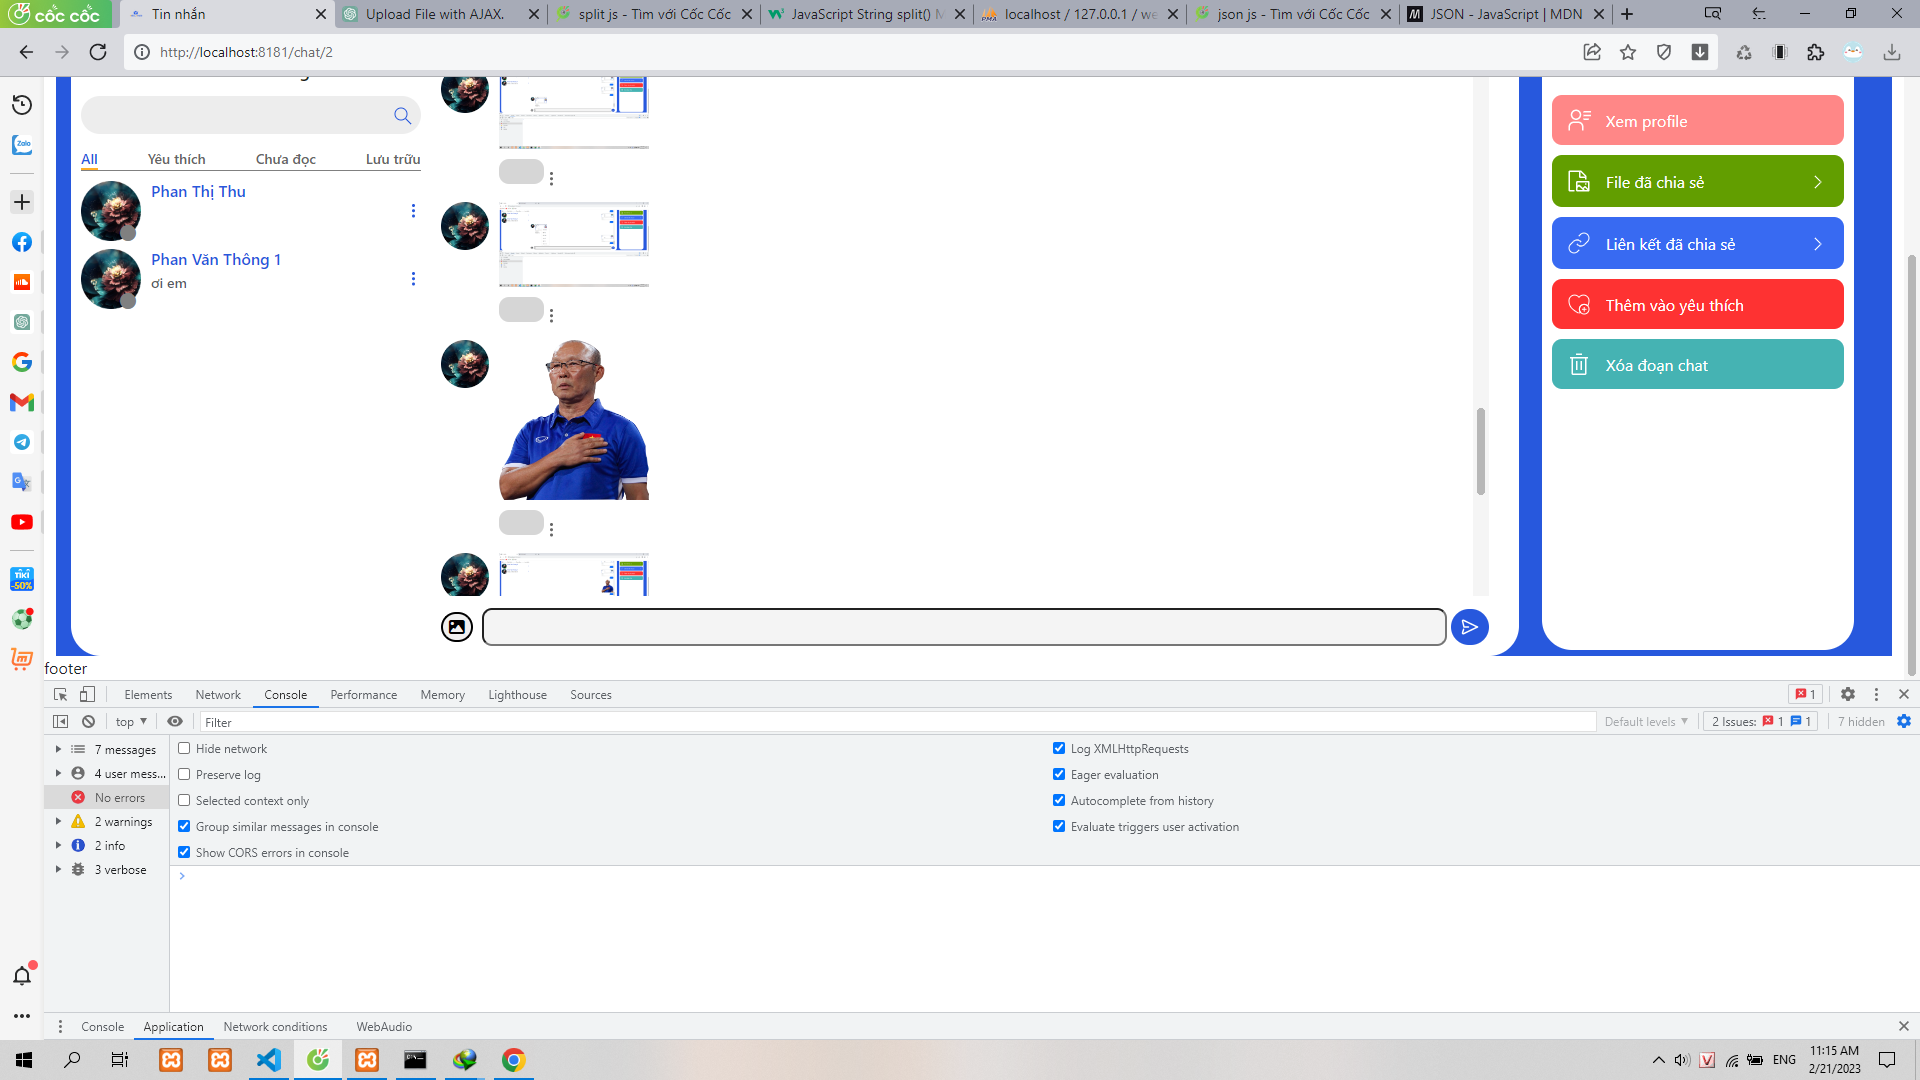 cốc cốc
Tin nhắn
Upload File with AJAX.
split js - Tìm với Cốc Cốc
JavaScript String split() M
localhost / 127.0.0.1 / we
json js - Tìm với Cốc Cốc
JSON - JavaScript | MDN
http://localhost:8181/chat/2
All
Yêu thích
Chưa đọc
Lưu trữu
Phan Thị Thu
Phan Văn Thông 1
ơi em
Xem profile
File đã chia sẻ
Liên kết đã chia sẻ
Thêm vào yêu thích
Xóa đoạn chat
Zalo
TIKI
-50%
footer
Elements
Network
Console
Performance
Memory
Lighthouse
Sources
1
top
Filter
Default levels
2 Issues:
1
1
7 hidden
7 messages
4 user mess...
No errors
2 warnings
2 info
3 verbose
Hide network
Preserve log
Selected context only
Group similar messages in console
Show CORS errors in console
Log XMLHttpRequests
Eager evaluation
Autocomplete from history
Evaluate triggers user activation
Console
Application
Network conditions
WebAudio
ENG
11:15 AM
2/21/2023